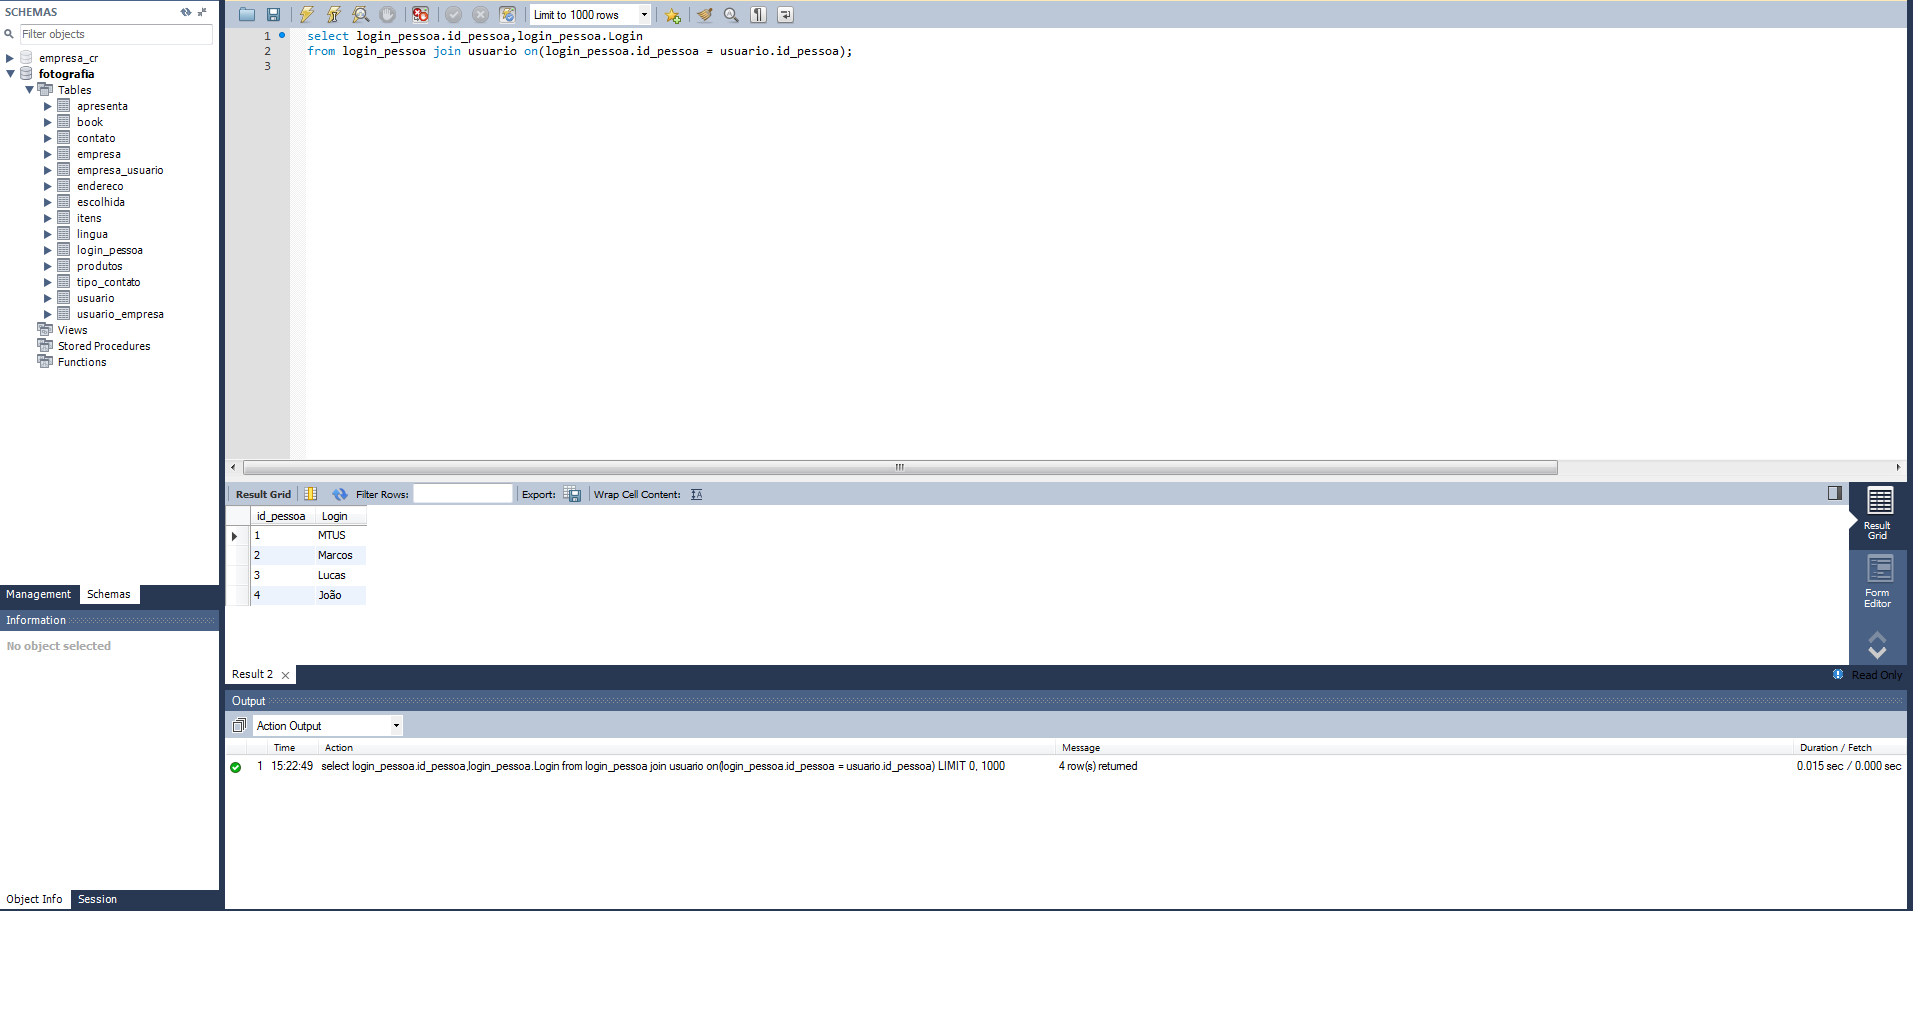 SCHEMAS
Filter objects
empresa_cr
fotografia
Tables
apresenta
book
contato
empresa
empresa_usuario
endereco
escolhida
itens
lingua
login_pessoa
produtos
tipo_contato
usuario
usuario_empresa
Views
Stored Procedures
Functions
Management Schemas
Information
No object selected
Object Info Session
Limit to 1000 rows
1 select login_pessoa.id_pessoa,login_pessoa.Login
2 from login_pessoa join usuario on(login_pessoa.id_pessoa = usuario.id_pessoa);
3
Result Grid Filter Rows: Export: Wrap Cell Content:
id_pessoa Login
1 MTUS
2 Marcos
3 Lucas
4 João
Result
Grid
Form
Editor
Result 2
Read Only
Output
Action Output
Time Action Message Duration / Fetch
1 15:22:49 select login_pessoa.id_pessoa,login_pessoa.Login from login_pessoa join usuario on(login_pessoa.id_pessoa = usuario.id_pessoa) LIMIT 0, 1000 4 row(s) returned 0.015 sec / 0.000 sec